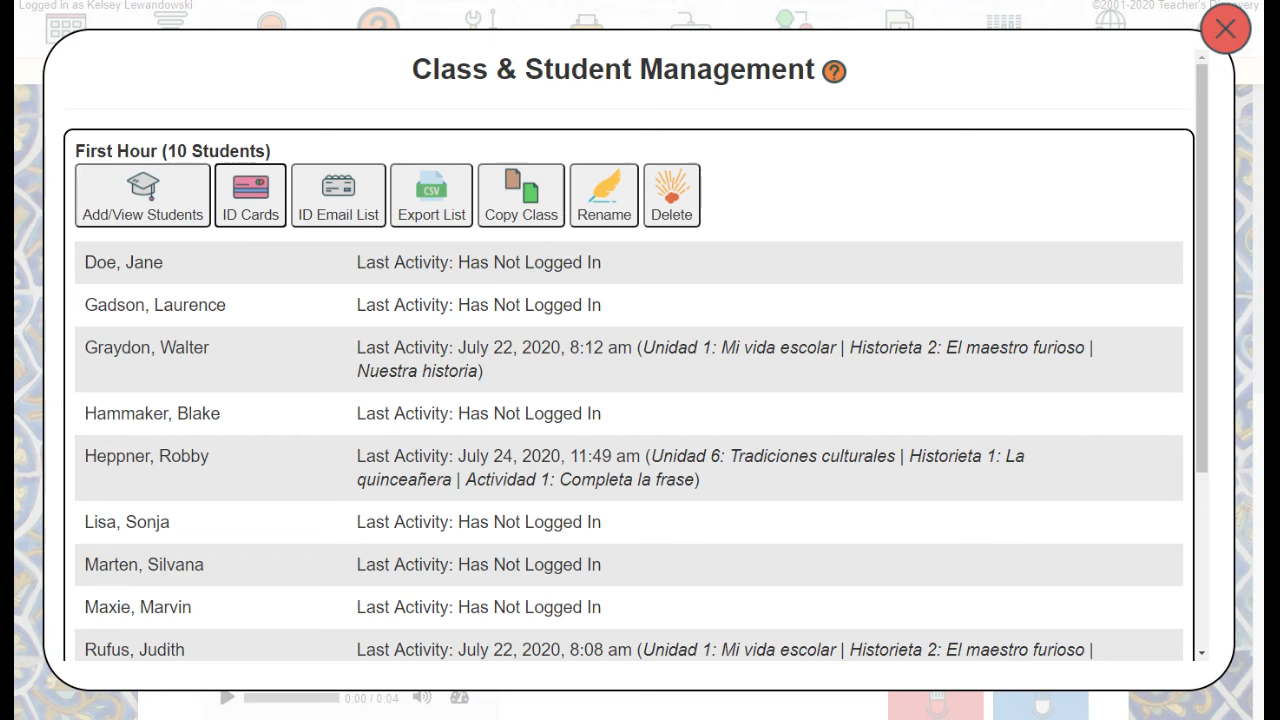 Logged in as Kelsey Lewandowski
©2001-2020 Teacher's Discovery
Class & Student Management ?
First Hour (10 Students)
Add/View Students
ID Cards
ID Email List
CSV
Export List
Copy Class
Rename
Delete
Doe, Jane Last Activity: Has Not Logged In
Gadson, Laurence Last Activity: Has Not Logged In
Graydon, Walter Last Activity: July 22, 2020, 8:12 am (Unidad 1: Mi vida escolar | Historieta 2: El maestro furioso |
Nuestra historia)
Hammaker, Blake Last Activity: Has Not Logged In
Heppner, Robby Last Activity: July 24, 2020, 11:49 am (Unidad 6: Tradiciones culturales | Historieta 1: La
quinceañera | Actividad 1: Completa la frase)
Lisa, Sonja Last Activity: Has Not Logged In
Marten, Silvana Last Activity: Has Not Logged In
Maxie, Marvin Last Activity: Has Not Logged In
Rufus, Judith Last Activity: July 22, 2020, 8:08 am (Unidad 1: Mi vida escolar | Historieta 2: El maestro furioso |
0:00 / 0:04